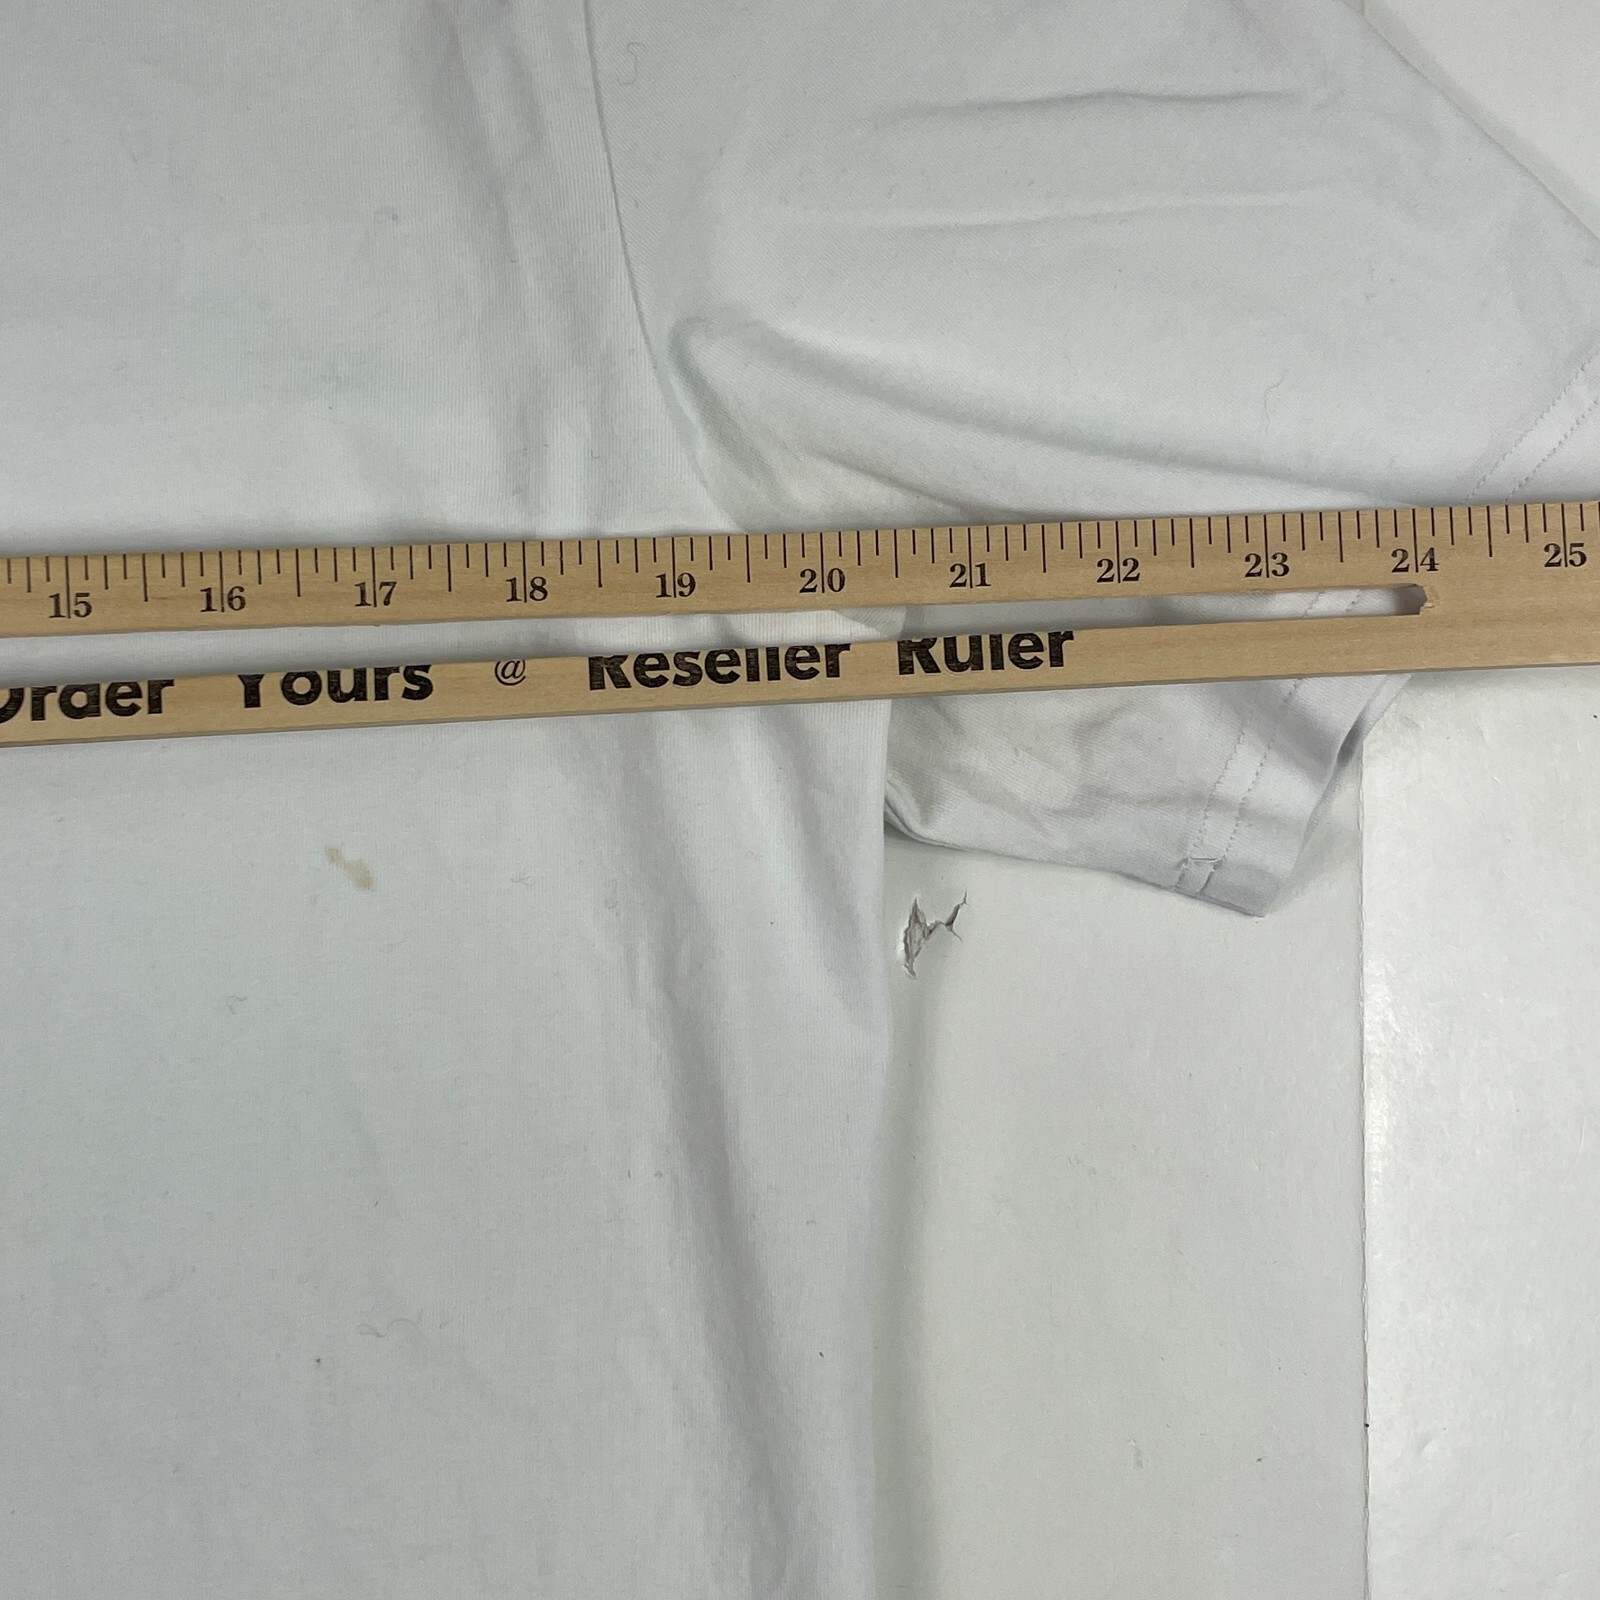 15 16 17 18 19 20 21 22 23 24 25
Order Yours @ Reseller Ruler